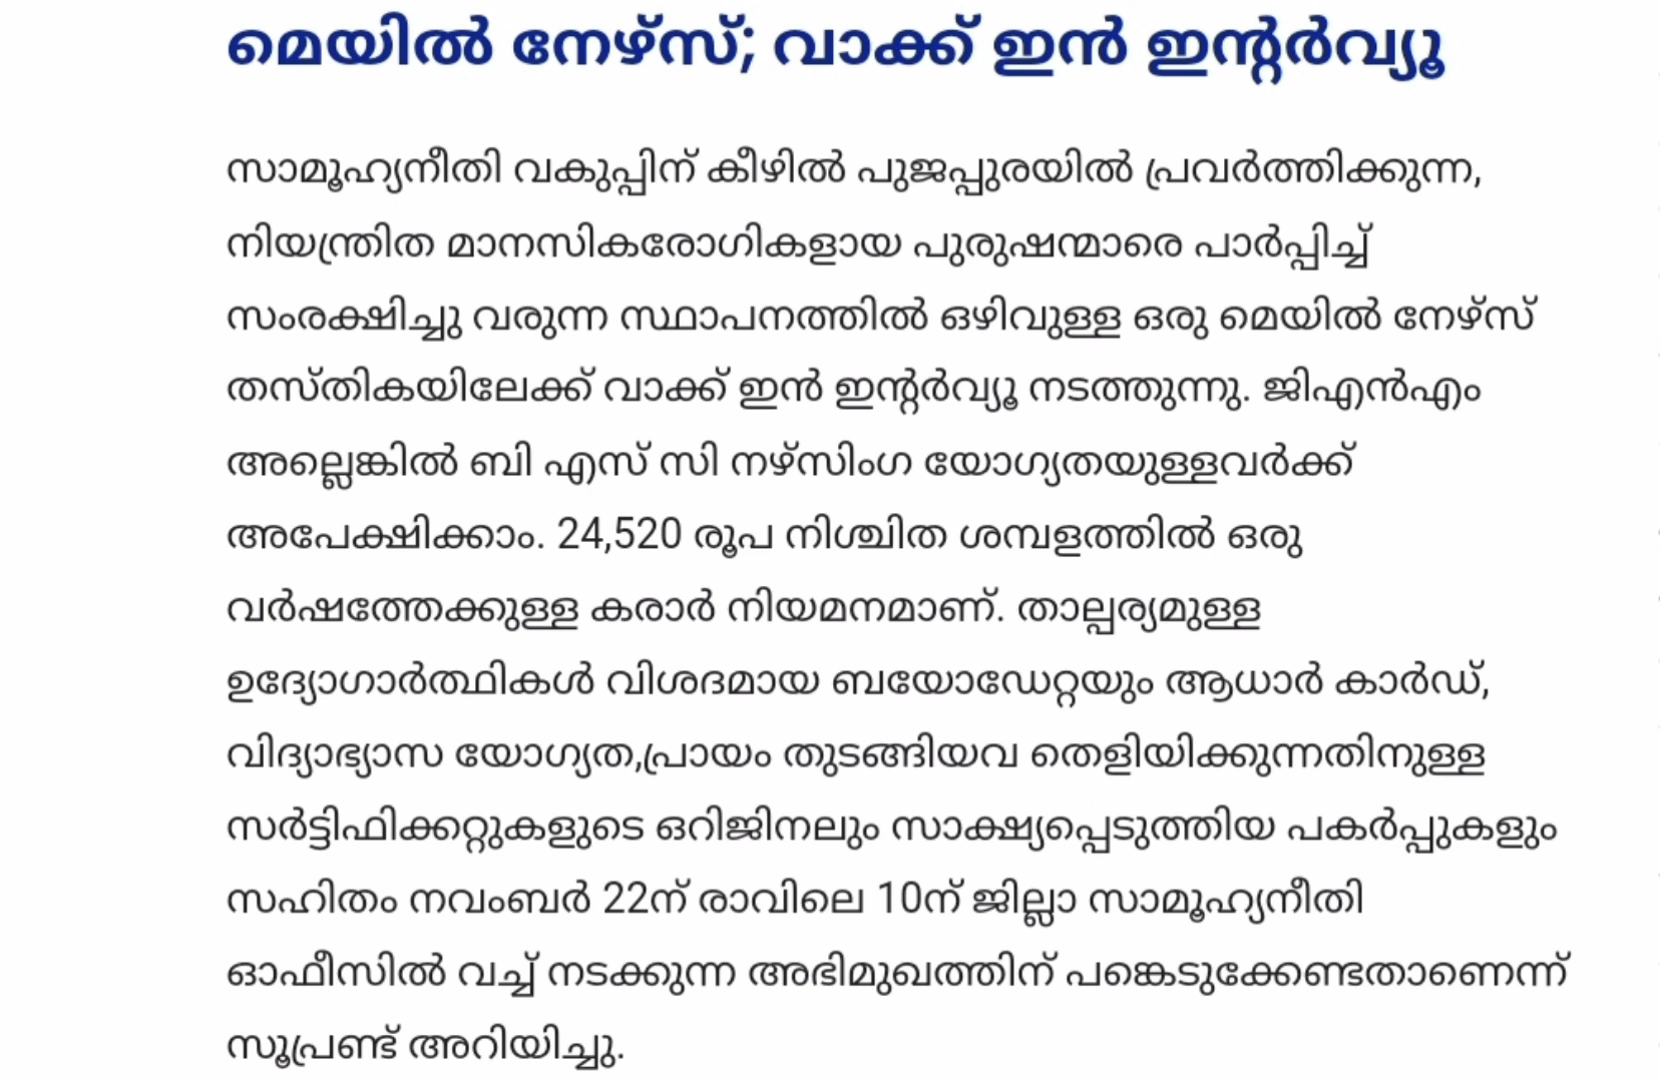 മെയിൽ നേഴ്സ്; വാക്ക് ഇൻ ഇന്റർവ്യൂ
സാമൂഹ്യനീതി വകുപ്പിന് കീഴിൽ പുജപ്പുരയിൽ പ്രവർത്തിക്കുന്ന,
നിയന്ത്രിത മാനസികരോഗികളായ പുരുഷന്മാരെ പാർപ്പിച്ച്
സംരക്ഷിച്ചു വരുന്ന സ്ഥാപനത്തിൽ ഒഴിവുള്ള ഒരു മെയിൽ നേഴ്സ്
തസ്തികയിലേക്ക് വാക്ക് ഇൻ ഇന്റർവ്യൂ നടത്തുന്നു. ജിഎൻഎം
അല്ലെങ്കിൽ ബി എസ് സി നഴ്സിംഗ യോഗ്യതയുള്ളവർക്ക്
അപേക്ഷിക്കാം. 24,520 രൂപ നിശ്ചിത ശമ്പളത്തിൽ ഒരു
വർഷത്തേക്കുള്ള കരാർ നിയമനമാണ്. താല്പര്യമുള്ള
ഉദ്യോഗാർത്ഥികൾ വിശദമായ ബയോഡേറ്റയും ആധാർ കാർഡ്,
വിദ്യാഭ്യാസ യോഗ്യത,പ്രായം തുടങ്ങിയവ തെളിയിക്കുന്നതിനുള്ള
സർട്ടിഫിക്കറ്റുകളുടെ ഒറിജിനലും സാക്ഷ്യപ്പെടുത്തിയ പകർപ്പുകളും
സഹിതം നവംബർ 22ന് രാവിലെ 10ന് ജില്ലാ സാമൂഹ്യനീതി
ഓഫീസിൽ വച്ച് നടക്കുന്ന അഭിമുഖത്തിന് പങ്കെടുക്കേണ്ടതാണെന്ന്
സൂപ്രണ്ട് അറിയിച്ചു.